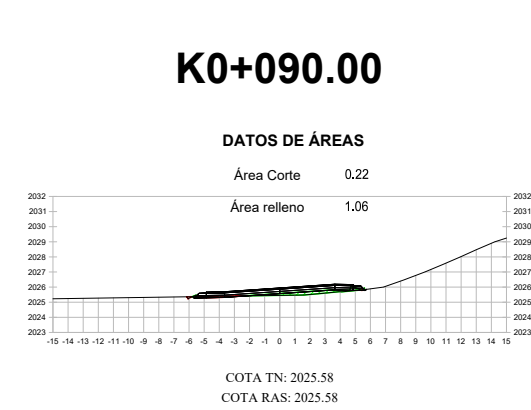 K0+090.00
DATOS DE ÁREAS
Área Corte 0.22
Área relleno 1.06
2032 2032
2031 2031
2030 2030
2029 2029
2028 2028
2027 2027
2026 2026
2025 2025
2024 2024
2023 2023
-15 -14 -13 -12 -11 -10 -9 -8 -7 -6 -5 -4 -3 -2 -1 0 1 2 3 4 5 6 7 8 9 10 11 12 13 14 15
COTA TN: 2025.58
COTA RAS: 2025.58